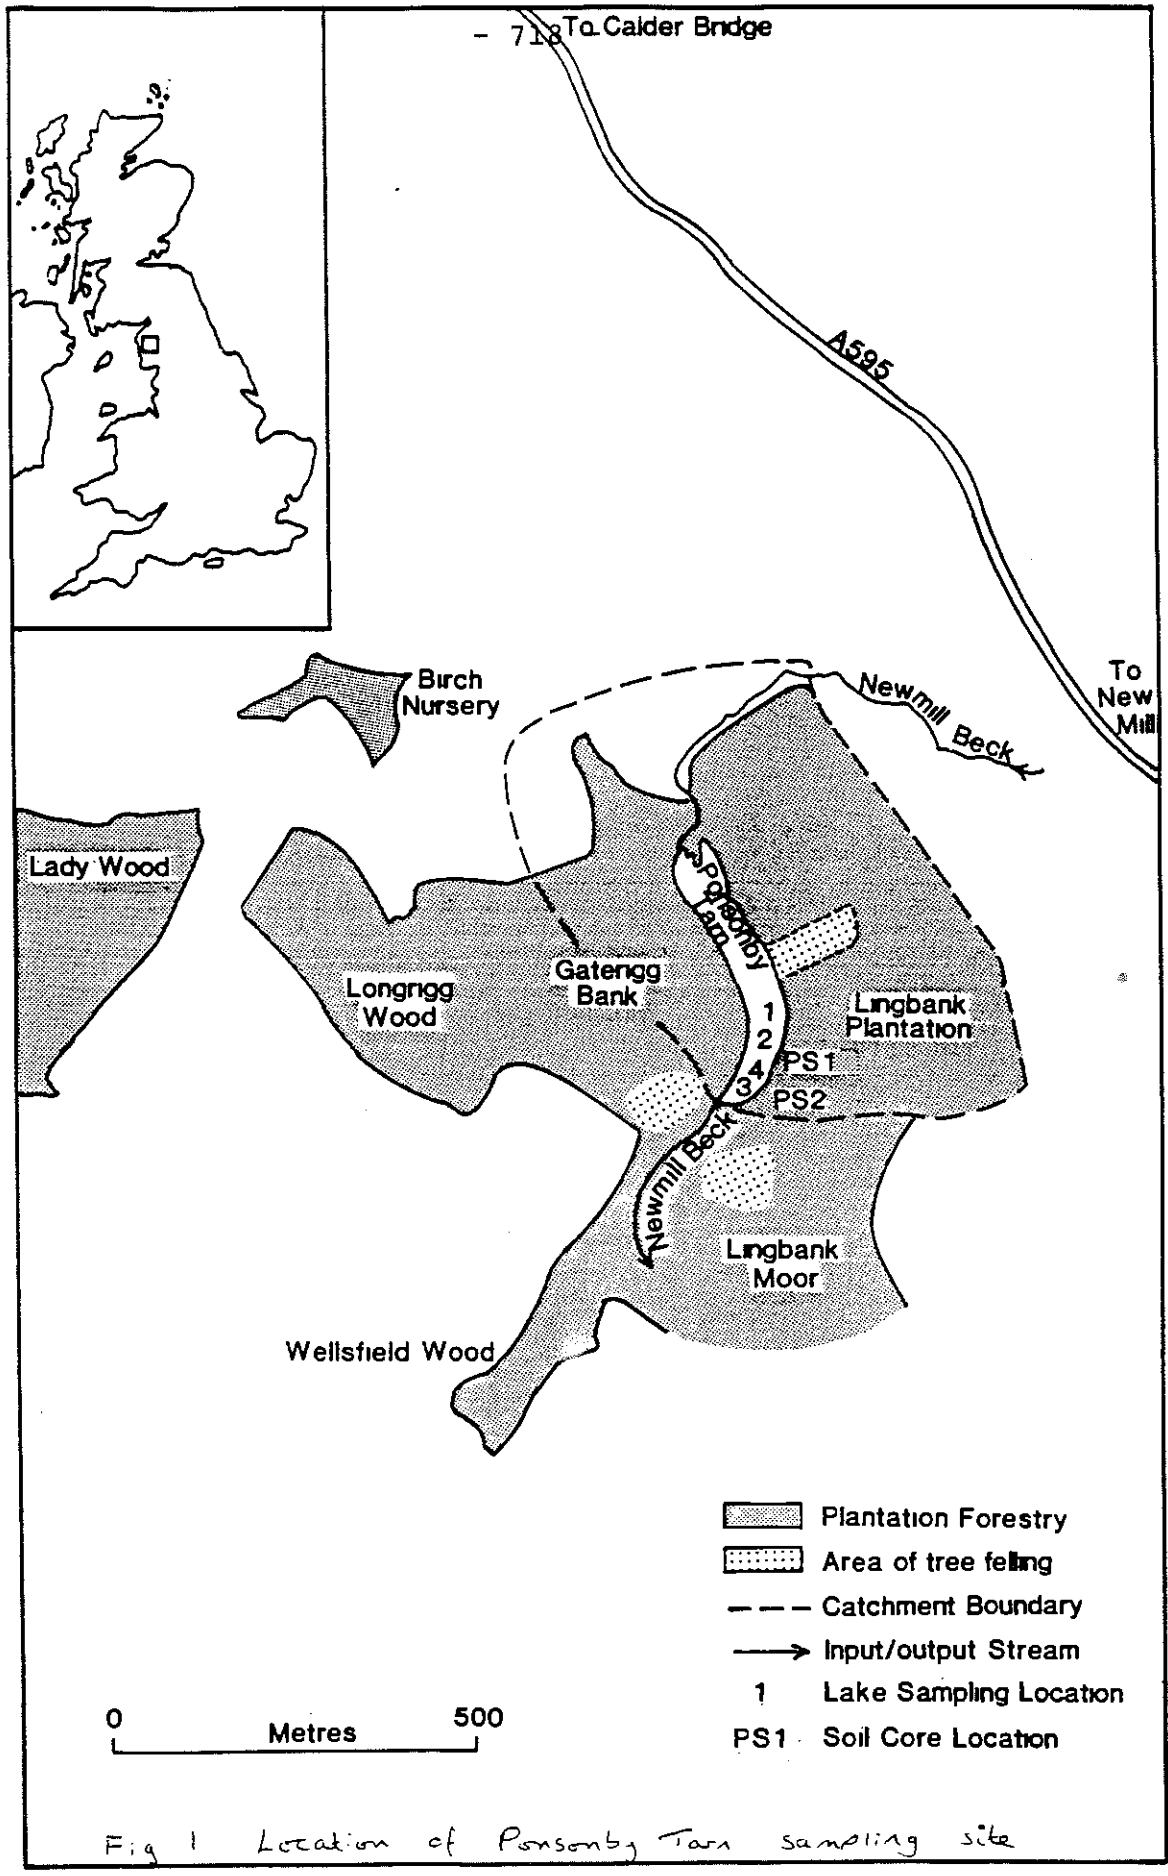 - 718
To Calder Bridge
A595
To
New
Mill
Birch
Nursery
Newmill Beck
Lady Wood
Ponsonby
Tarn
Gaterigg
Bank
Longrigg
Wood
Lingbank
Plantation
1
2
4
3
PS1
PS2
Newmill Beck
Lingbank
Moor
Wellsfield Wood
Plantation Forestry
Area of tree felling
Catchment Boundary
Input/output Stream
1 Lake Sampling Location
PS1 Soil Core Location
0 500
Metres
Fig 1 Location of Ponsonby Tarn sampling site